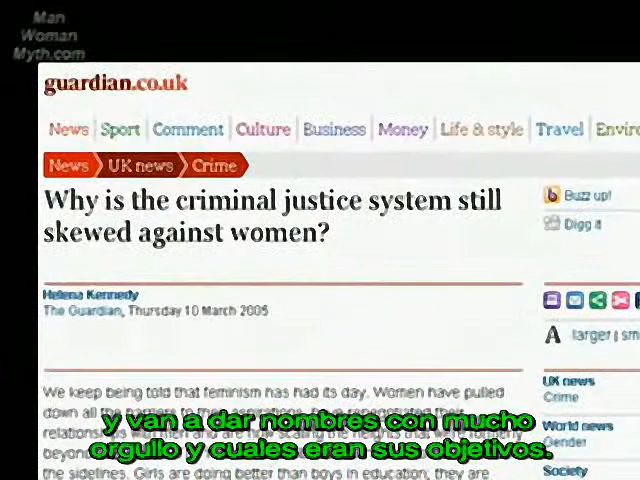 Man
Woman
Myth.com
guardian.co.uk
News Sport Comment Culture Business Money Life & style Travel
News UK news Crime
Why is the criminal justice system still
skewed against women?
Buzz up!
Digg it
Helena Kennedy
The Guardian, Thursday 10 March 2005
A larger | sm
We keep being told that feminism has had its day. Women have pulled
down all
y van a dar nombres con mucho
orgullo y cuales eran sus objetivos.
the sidelines. Girls are doing better than boys in education, they are
UK news
Crime
World news
Gender
Society